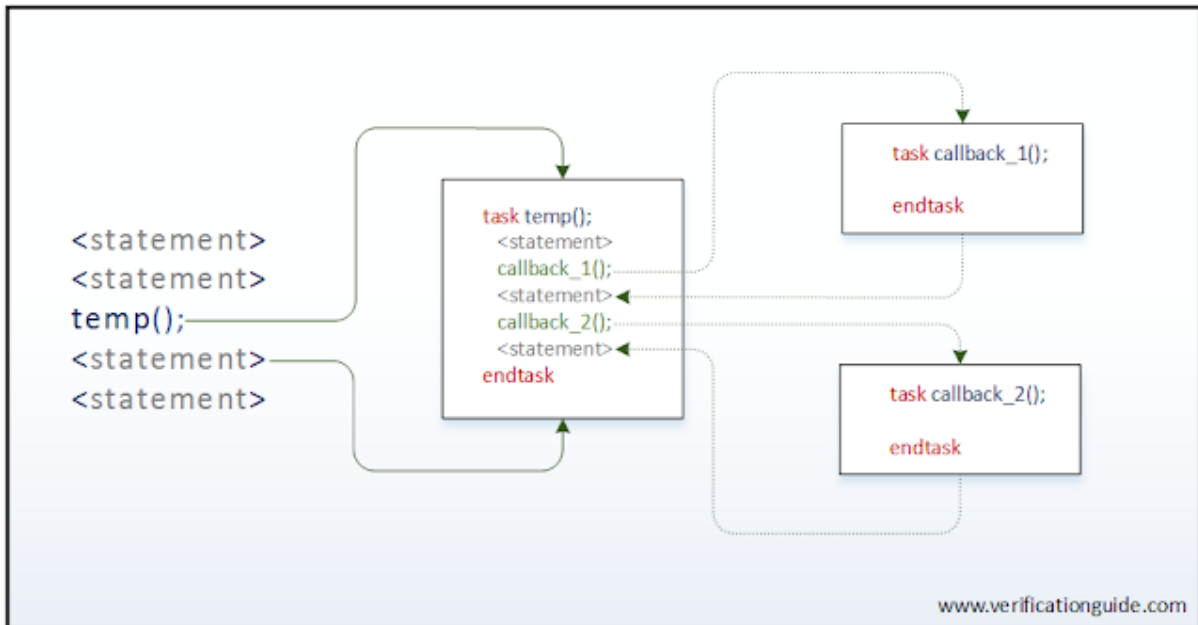 <statement>
<statement>
temp();
<statement>
<statement>
task temp();
<statement>
callback_1();
<statement>
callback_2();
<statement>
endtask
task callback_1();
endtask
task callback_2();
endtask
www.verificationguide.com